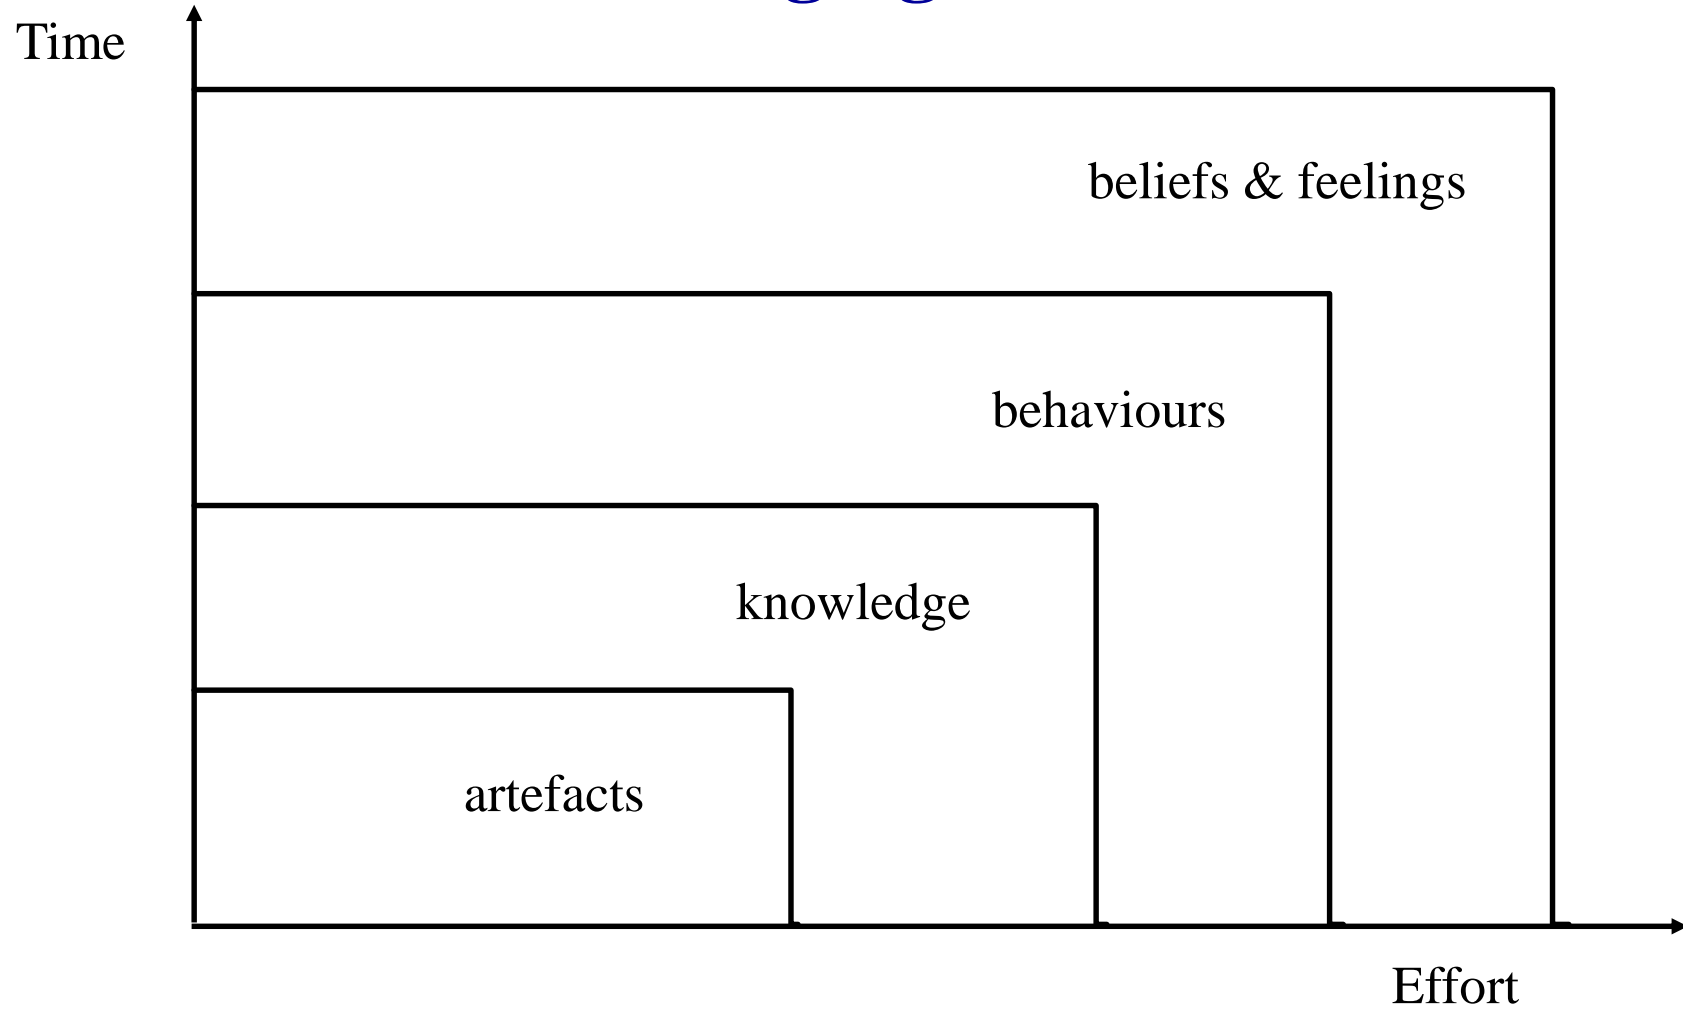 Time
beliefs & feelings
behaviours
knowledge
artefacts
Effort